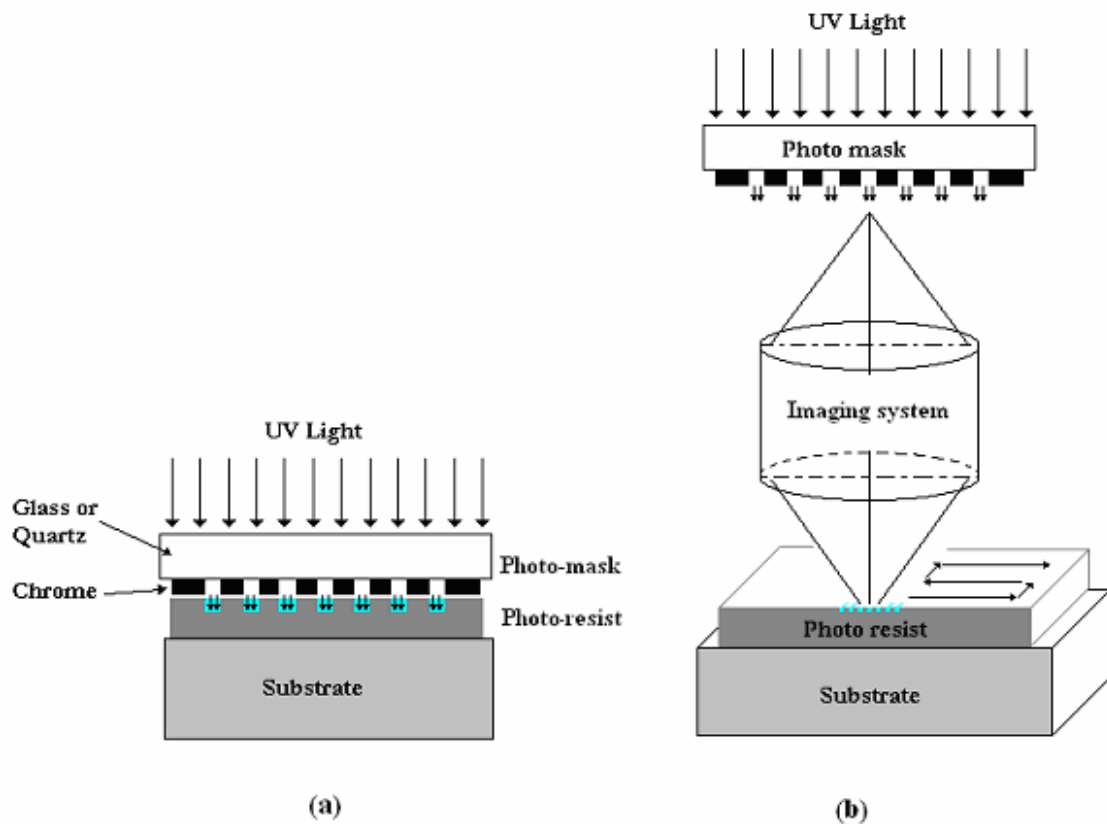 UV Light
Glass or
Quartz
Chrome
Photo-mask
Photo-resist
Substrate
(a)
UV Light
Photo mask
Imaging system
Photo resist
Substrate
(b)